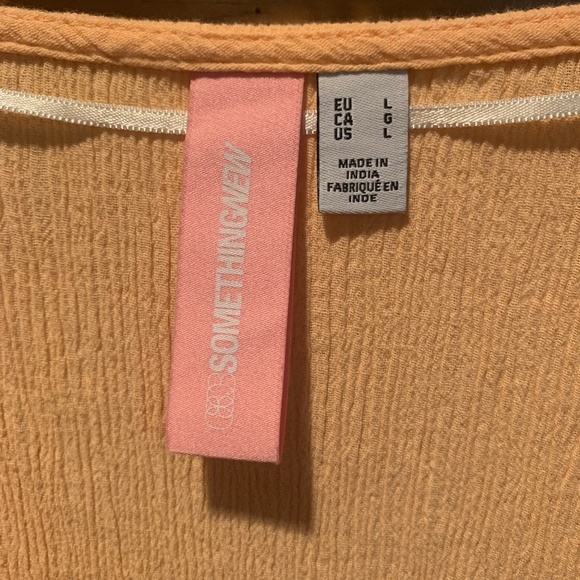 SOMETHINGNEW
EU L
CA G
US L
MADE IN
INDIA
FABRIQUÉ EN
INDE